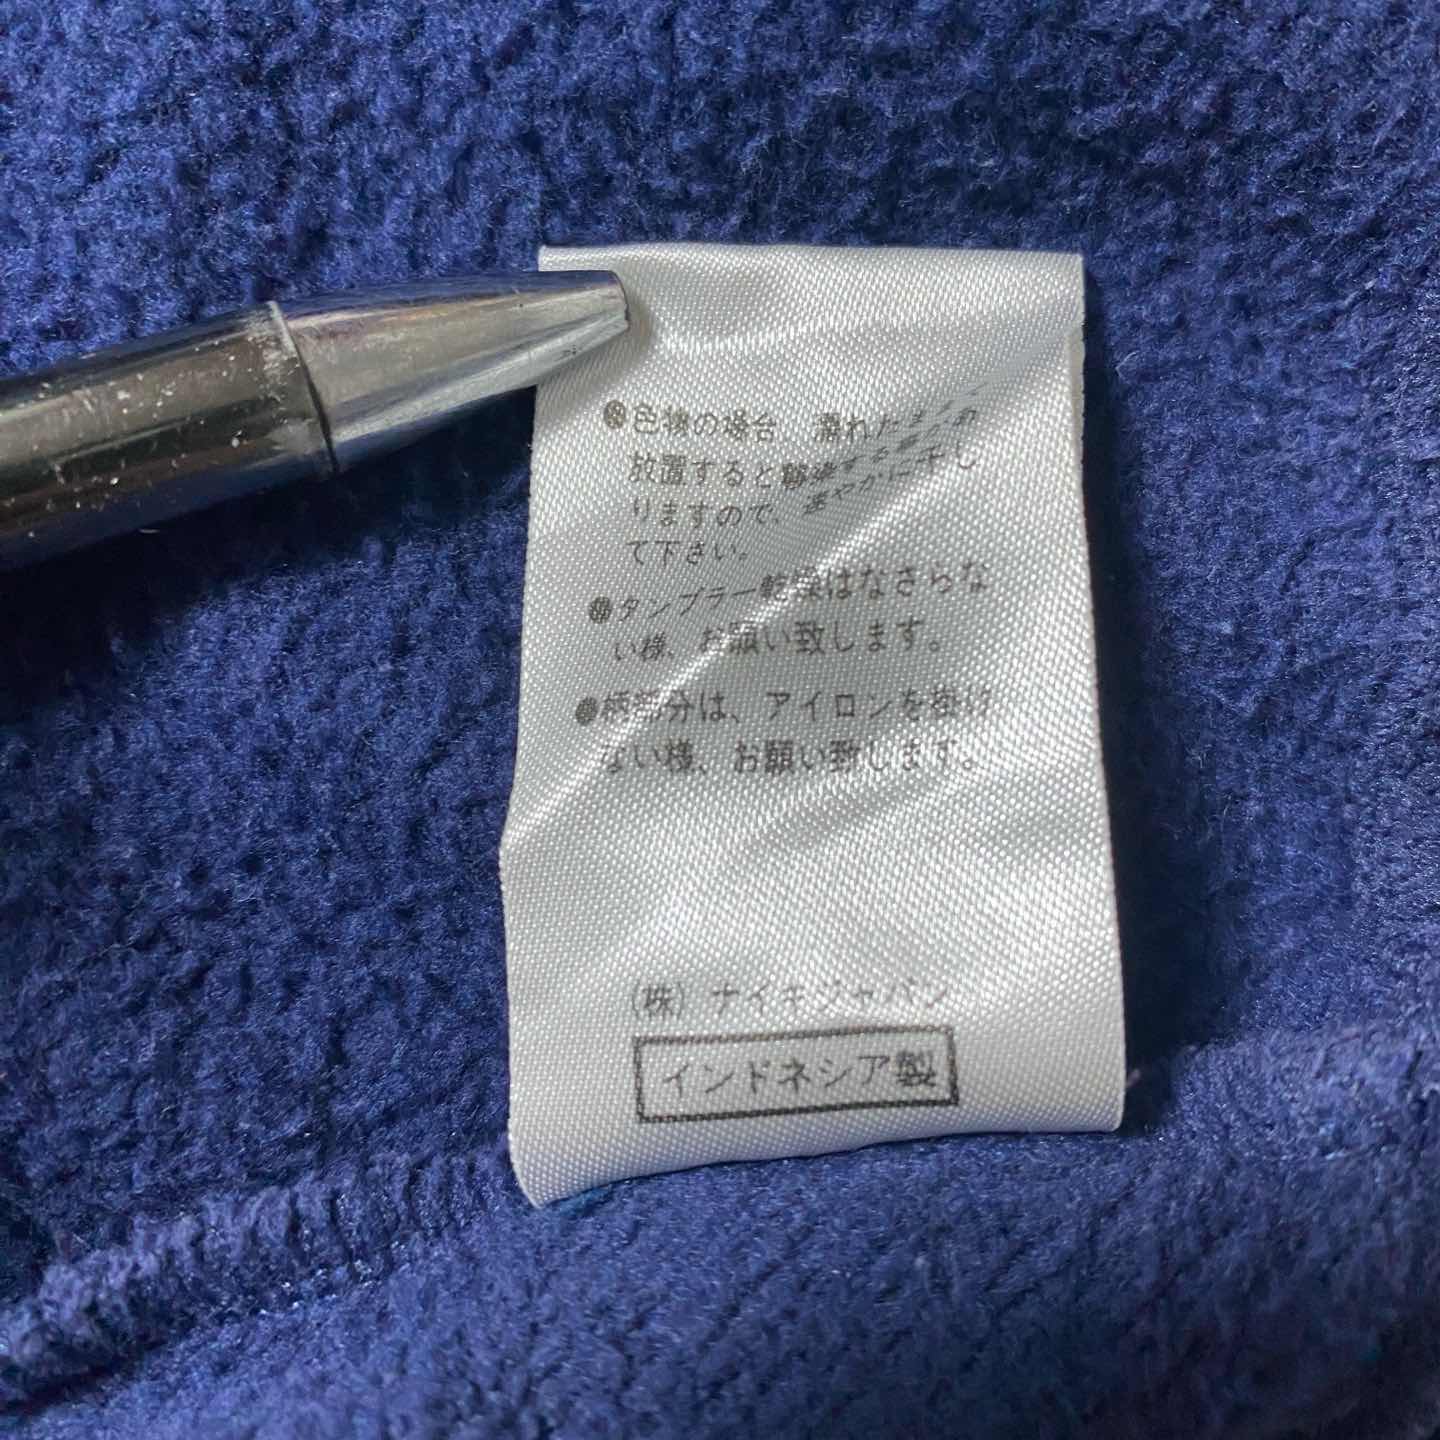 ●色物の場合、濡れたままで
放置すると移染する事があ
りますので、速やかに干し
て下さい。
●タンブラー乾燥はなさらな
い様、お願い致します。
●柄部分は、アイロンを掛け
ない様、お願い致します。
(株) ナイキジャパン
インドネシア製